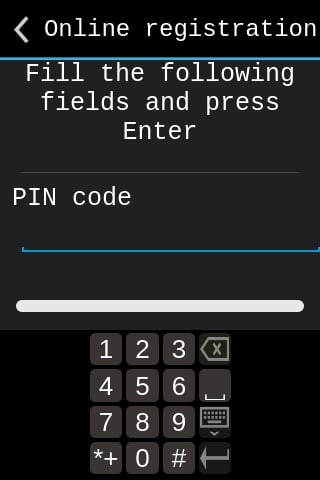 Online registration
Fill the following
fields and press
Enter
PIN code
1 2 3
4 5 6
7 8 9
*+ 0 #